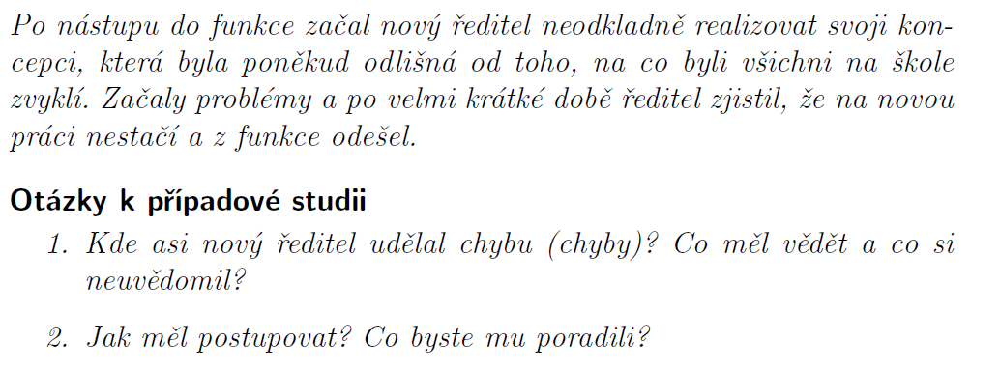 Po nástupu do funkce začal nový ředitel neodkladně realizovat svoji kon-
cepci, která byla poněkud odlišná od toho, na co byli všichni na škole
zvyklí. Začaly problémy a po velmi krátké době ředitel zjistil, že na novou
práci nestačí a z funkce odešel.
Otázky k případové studii
1. Kde asi nový ředitel udělal chybu (chyby)? Co měl vědět a co si
neuvědomil?
2. Jak měl postupovat? Co byste mu poradili?